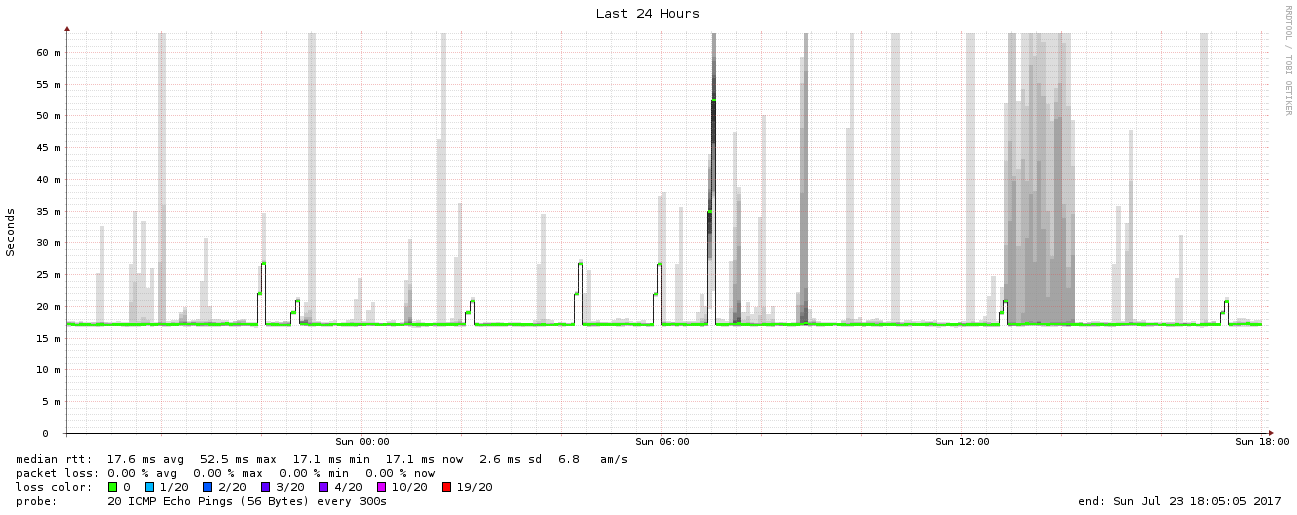 Last 24 Hours
RRDTOOL / TOBI OETIKER
Seconds
60 m
55 m
50 m
45 m
40 m
35 m
30 m
25 m
20 m
15 m
10 m
5 m
0
Sun 00:00 Sun 06:00 Sun 12:00 Sun 18:00
median rtt: 17.6 ms avg 52.5 ms max 17.1 ms min 17.1 ms now 2.6 ms sd 6.8 am/s
packet loss: 0.00 % avg 0.00 % max 0.00 % min 0.00 % now
loss color: 0 1/20 2/20 3/20 4/20 10/20 19/20
probe: 20 ICMP Echo Pings (56 Bytes) every 300s end: Sun Jul 23 18:05:05 2017